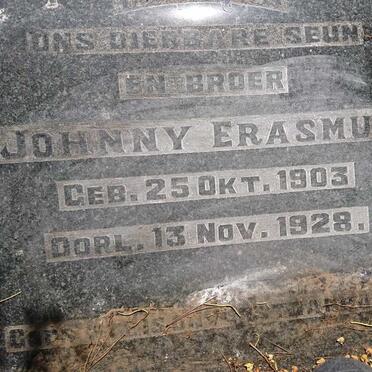 ONS DIERBARE SEUN
EN BROER
JOHNNY ERASMU
GEB. 25 OKT. 1903
OORL. 13 NOV. 1928.